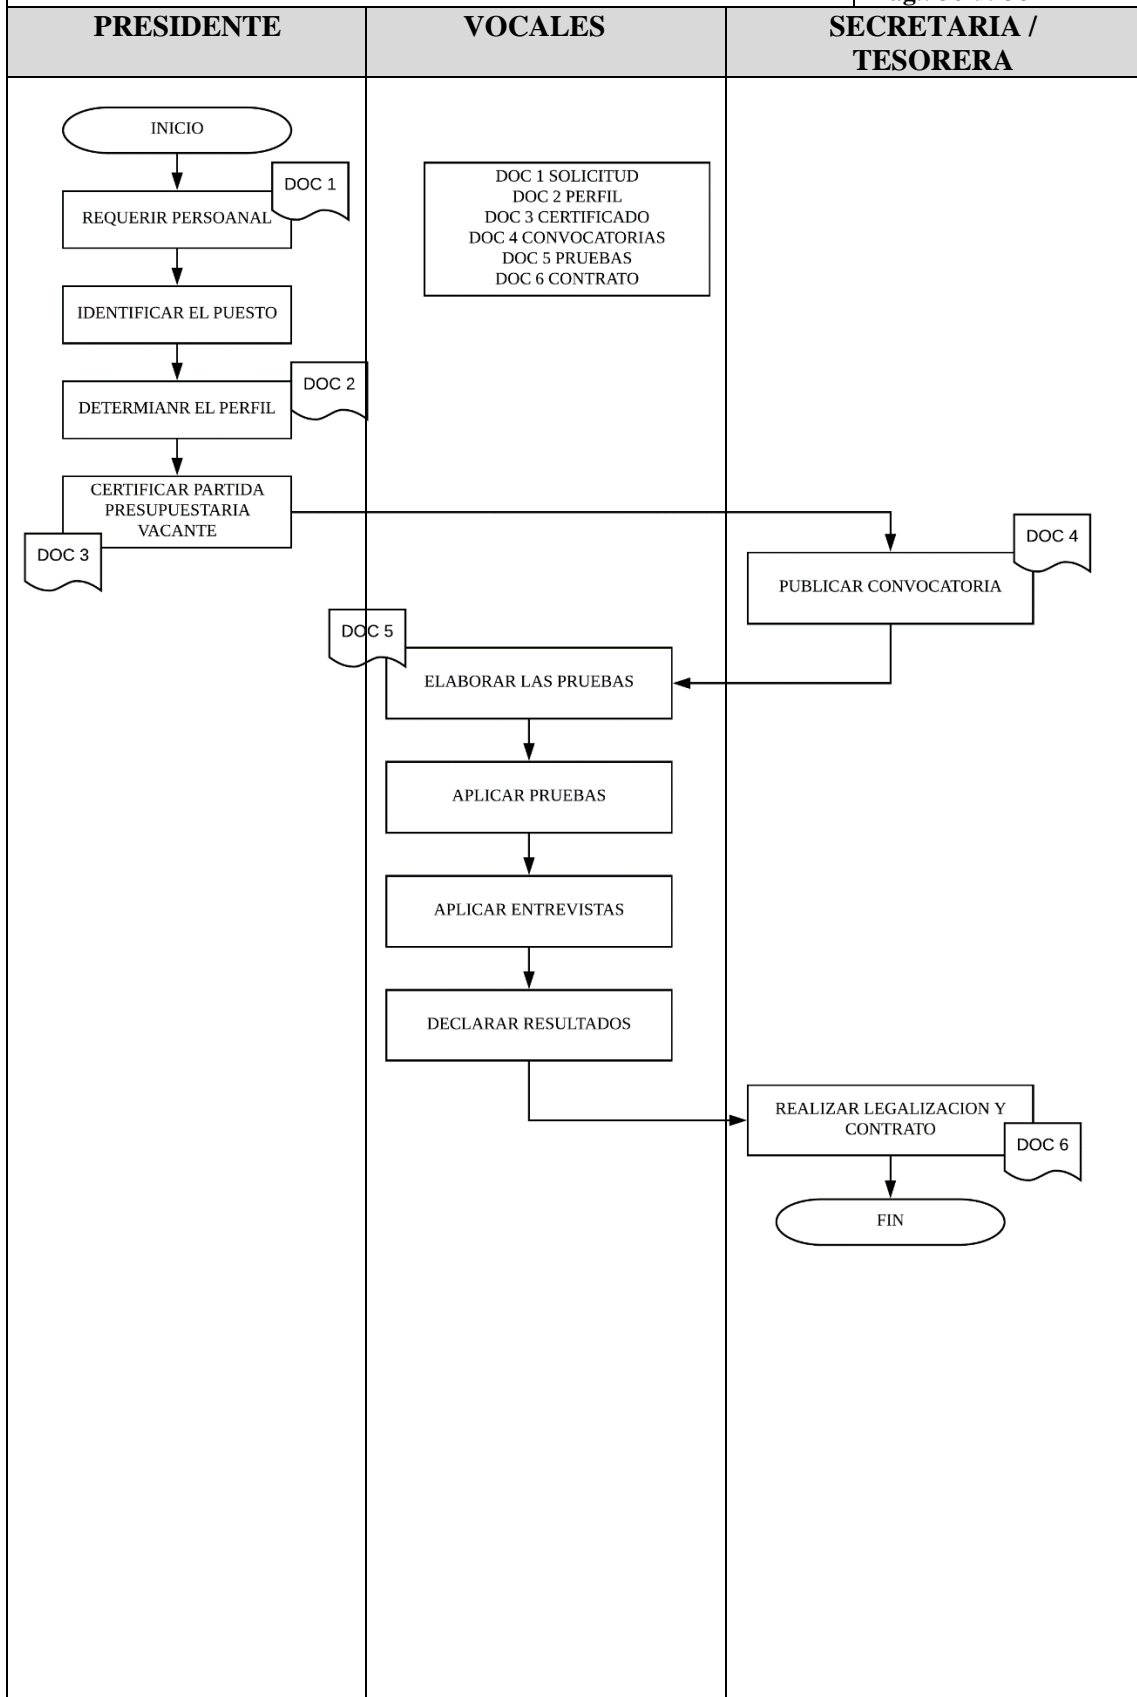 PRESIDENTE
VOCALES
SECRETARIA /
TESORERA
INICIO
DOC 1
REQUERIR PERSOANAL
IDENTIFICAR EL PUESTO
DOC 2
DETERMIANR EL PERFIL
CERTIFICAR PARTIDA
PRESUPUESTARIA
VACANTE
DOC 3
DOC 1 SOLICITUD
DOC 2 PERFIL
DOC 3 CERTIFICADO
DOC 4 CONVOCATORIAS
DOC 5 PRUEBAS
DOC 6 CONTRATO
DOC 4
PUBLICAR CONVOCATORIA
DOC 5
ELABORAR LAS PRUEBAS
APLICAR PRUEBAS
APLICAR ENTREVISTAS
DECLARAR RESULTADOS
REALIZAR LEGALIZACION Y
CONTRATO
DOC 6
FIN